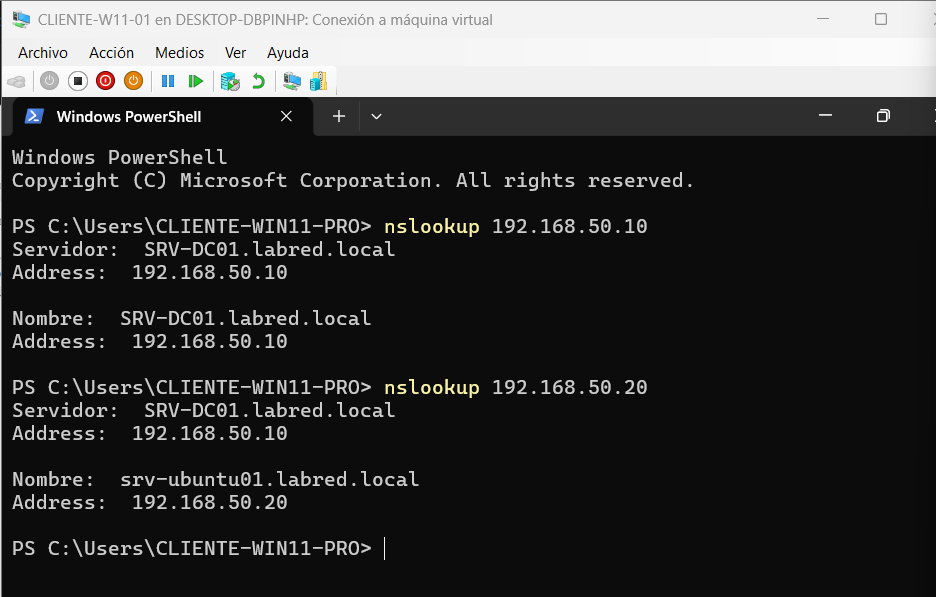 CLIENTE-W11-01 en DESKTOP-DBPINHP: Conexión a máquina virtual
Archivo Acción Medios Ver Ayuda
Windows PowerShell
Windows PowerShell
Copyright (C) Microsoft Corporation. All rights reserved.
PS C:\Users\CLIENTE-WIN11-PRO> nslookup 192.168.50.10
Servidor:  SRV-DC01.labred.local
Address:  192.168.50.10
Nombre:  SRV-DC01.labred.local
Address:  192.168.50.10
PS C:\Users\CLIENTE-WIN11-PRO> nslookup 192.168.50.20
Servidor:  SRV-DC01.labred.local
Address:  192.168.50.10
Nombre:  srv-ubuntu01.labred.local
Address:  192.168.50.20
PS C:\Users\CLIENTE-WIN11-PRO>